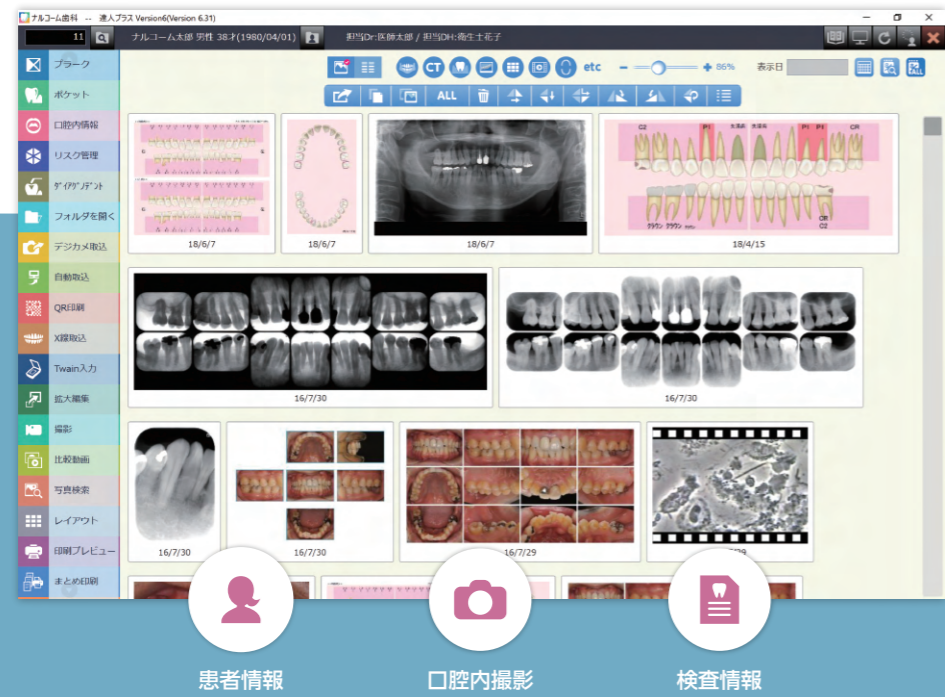 ナルコーム歯科 -- 達人プラス Version6(Version 6.31)
11 ナルコーム太郎 男性 38才(1980/04/01) 担当Dr:医師太郎 / 担当DH:衛生士花子
プラーク
ポケット
口腔内情報
リスク管理
ﾀﾞｲｱｸﾞﾉﾃﾞﾝﾄ
フォルダを開く
デジカメ取込
自動取込
QR印刷
X線取込
Twain入力
拡大編集
撮影
比較動画
写真検索
レイアウト
印刷プレビュー
まとめ印刷
CT etc 86% 表示日
ALL
18/6/7
18/6/7
18/6/7
C2 P1 P1 P1 CR
CR
C2
18/4/15
16/7/30
16/7/30
16/7/30
16/7/30
16/7/29
患者情報
口腔内撮影
検査情報